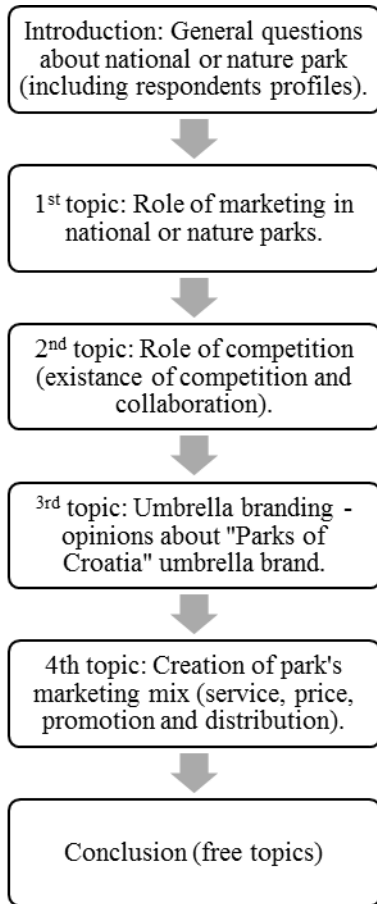 Introduction: General questions
about national or nature park
(including respondents profiles).
1st topic: Role of marketing in
national or nature parks.
2nd topic: Role of competition
(existance of competition and
collaboration).
3rd topic: Umbrella branding -
opinions about "Parks of
Croatia" umbrella brand.
4th topic: Creation of park's
marketing mix (service, price,
promotion and distribution).
Conclusion (free topics)